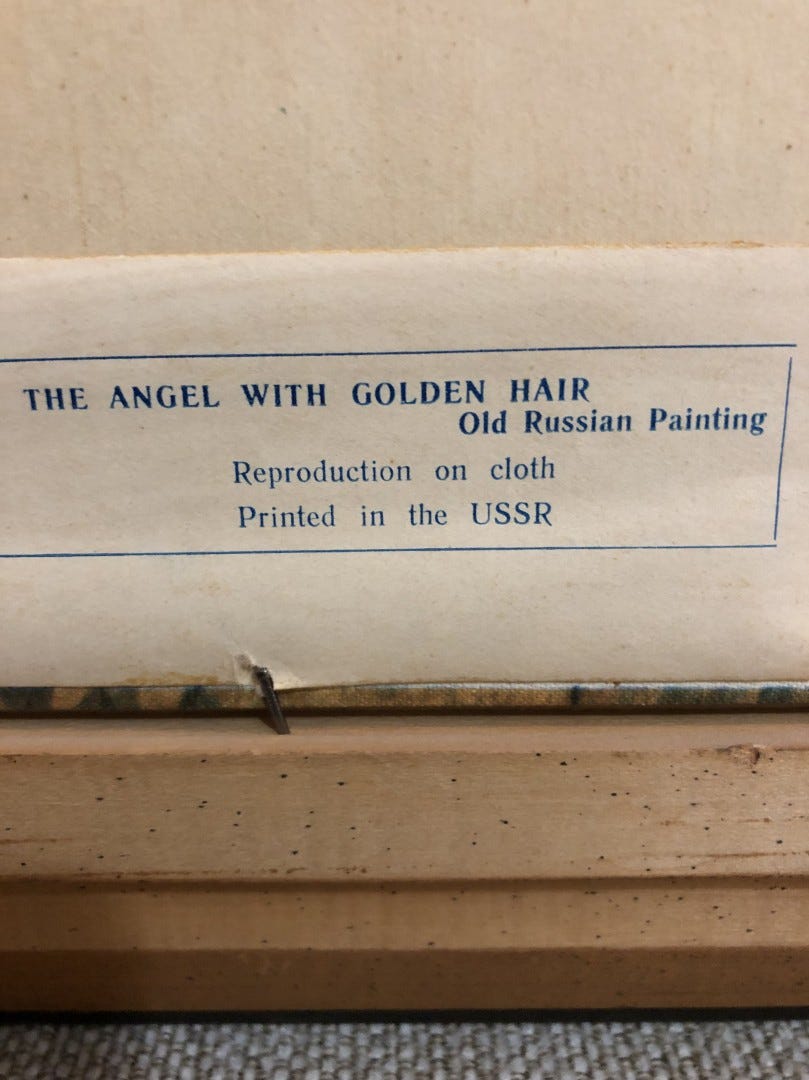 THE ANGEL WITH GOLDEN HAIR
Old Russian Painting
Reproduction on cloth
Printed in the USSR